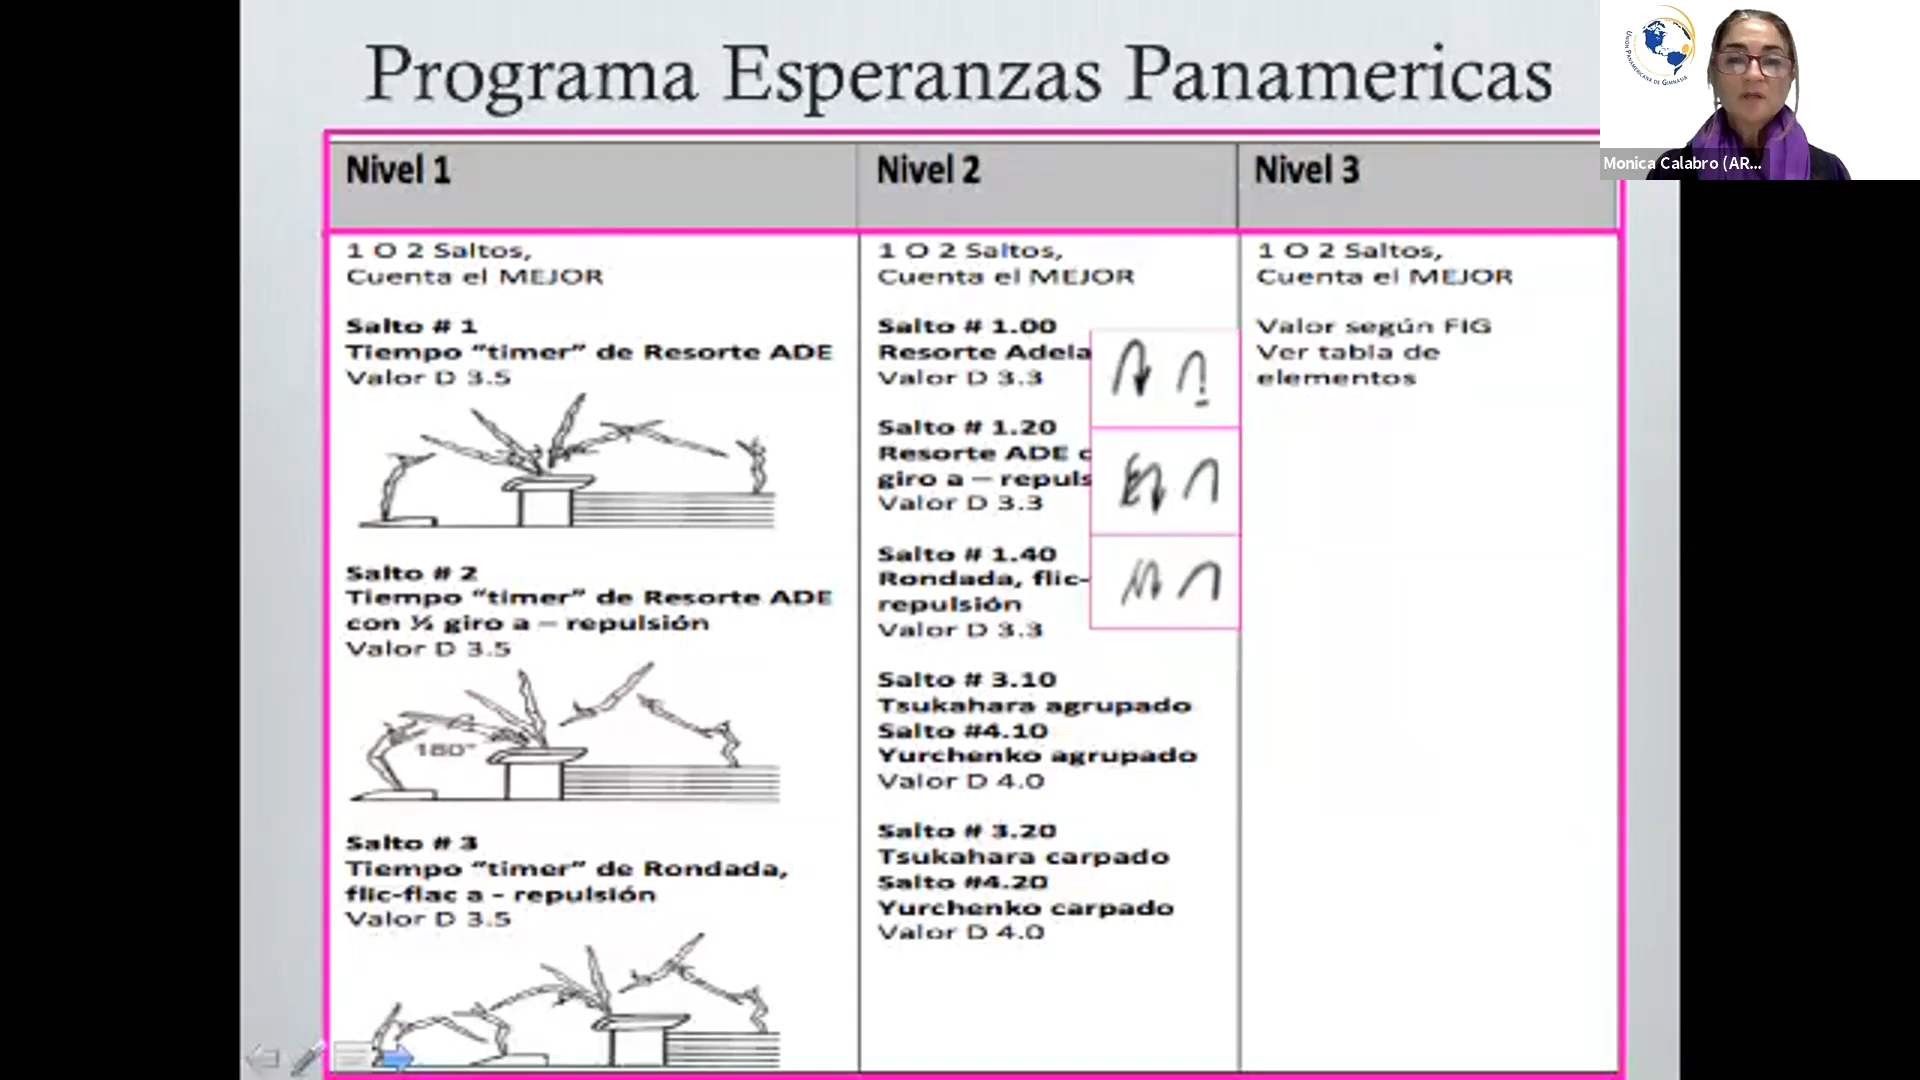 Programa Esperanzas Panamericas
UNION PANAMERICANA DE GIMNASIA
Monica Calabro (AR...
Nivel 1
Nivel 2
Nivel 3
1 O 2 Saltos,
Cuenta el MEJOR
Salto # 1
Tiempo “timer” de Resorte ADE
Valor D 3.5
Salto # 2
Tiempo “timer” de Resorte ADE
con ½ giro a – repulsión
Valor D 3.5
180°
Salto # 3
Tiempo “timer” de Rondada,
flic-flac a - repulsión
Valor D 3.5
1 O 2 Saltos,
Cuenta el MEJOR
Salto # 1.00
Resorte Adela
Valor D 3.3
Salto # 1.20
Resorte ADE c
giro a – repuls
Valor D 3.3
Salto # 1.40
Rondada, flic-
repulsión
Valor D 3.3
Salto # 3.10
Tsukahara agrupado
Salto #4.10
Yurchenko agrupado
Valor D 4.0
Salto # 3.20
Tsukahara carpado
Salto #4.20
Yurchenko carpado
Valor D 4.0
1 O 2 Saltos,
Cuenta el MEJOR
Valor según FIG
Ver tabla de
elementos